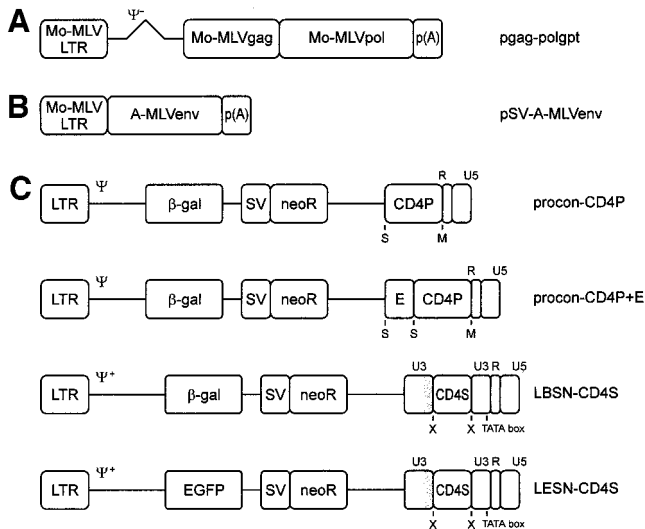 A
Mo-MLV LTR Ψ⁻ Mo-MLVgag Mo-MLVpol p(A) pgag-polgpt
B
Mo-MLV LTR A-MLVenv p(A) pSV-A-MLVenv
C
Ψ R U5
LTR β-gal SV neoR CD4P procon-CD4P
S M
Ψ R U5
LTR β-gal SV neoR E CD4P procon-CD4P+E
S S M
Ψ⁺ U3 U3 R U5
LTR β-gal SV neoR CD4S LBSN-CD4S
X X TATA box
Ψ⁺ U3 U3 R U5
LTR EGFP SV neoR CD4S LESN-CD4S
X X TATA box